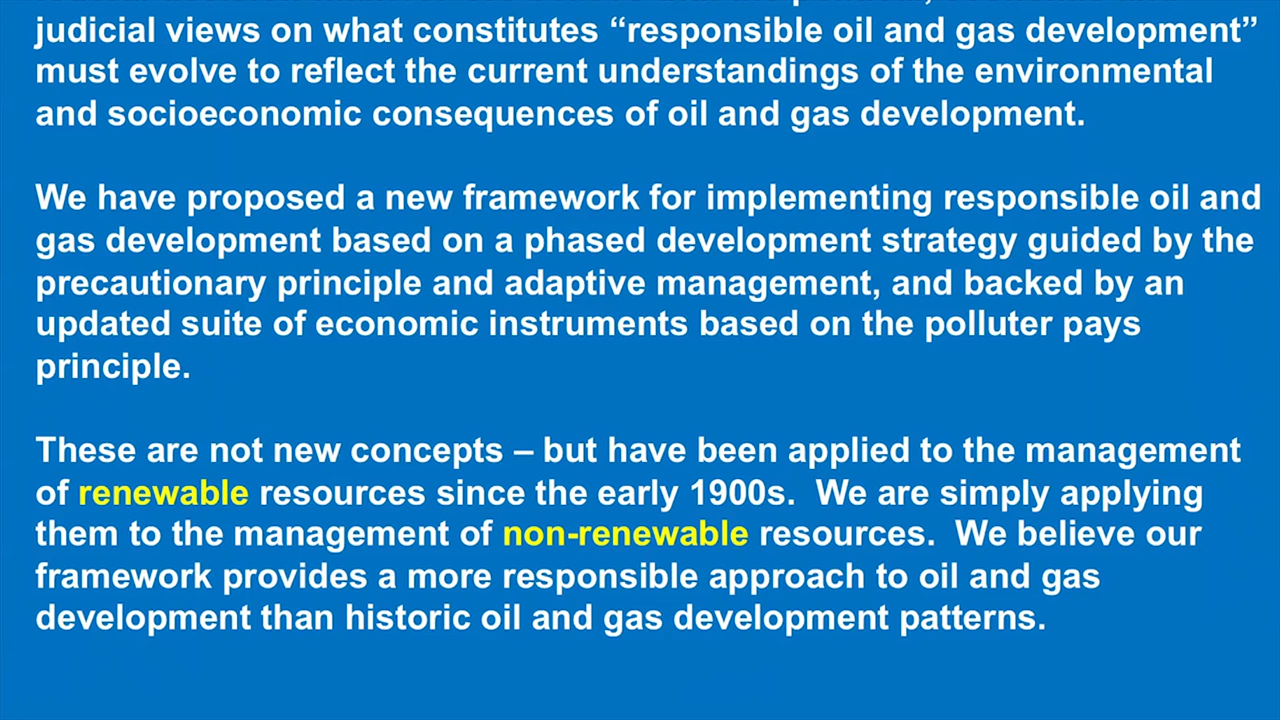 judicial views on what constitutes “responsible oil and gas development”
must evolve to reflect the current understandings of the environmental
and socioeconomic consequences of oil and gas development.
We have proposed a new framework for implementing responsible oil and
gas development based on a phased development strategy guided by the
precautionary principle and adaptive management, and backed by an
updated suite of economic instruments based on the polluter pays
principle.
These are not new concepts – but have been applied to the management
of renewable resources since the early 1900s.  We are simply applying
them to the management of non-renewable resources.  We believe our
framework provides a more responsible approach to oil and gas
development than historic oil and gas development patterns.